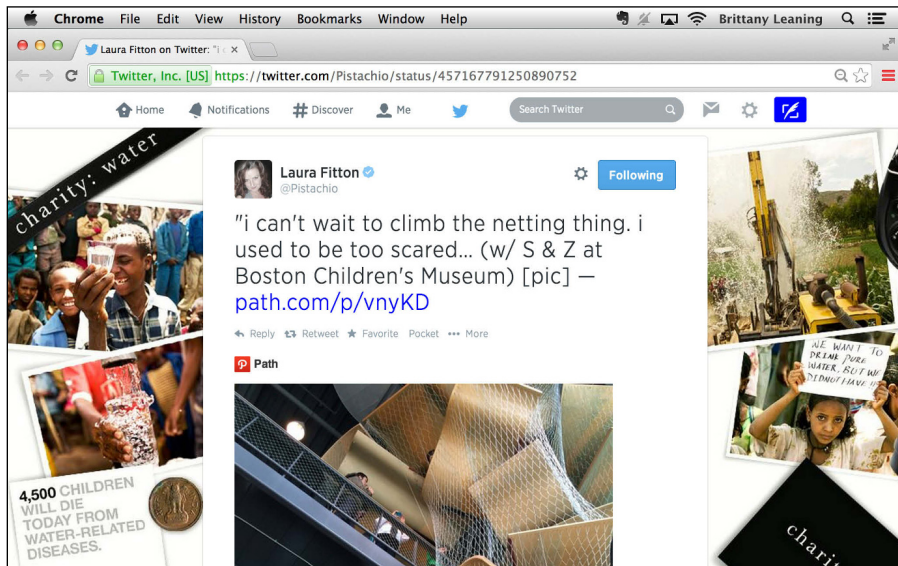 Chrome File Edit View History Bookmarks Window Help Brittany Leaning
Laura Fitton on Twitter: "i c
Twitter, Inc. [US] https://twitter.com/Pistachio/status/457167791250890752
Home Notifications Discover Me Search Twitter
charity: water
Laura Fitton
@Pistachio
Following
"i can't wait to climb the netting thing. i
used to be too scared... (w/ S & Z at
Boston Children's Museum) [pic] —
path.com/p/vnyKD
Reply Retweet Favorite Pocket More
Path
WE WANT TO
DRINK PURE
WATER, BUT WE
DIDNOT HAVE
4,500 CHILDREN
WILL DIE
TODAY FROM
WATER-RELATED
DISEASES.
charit